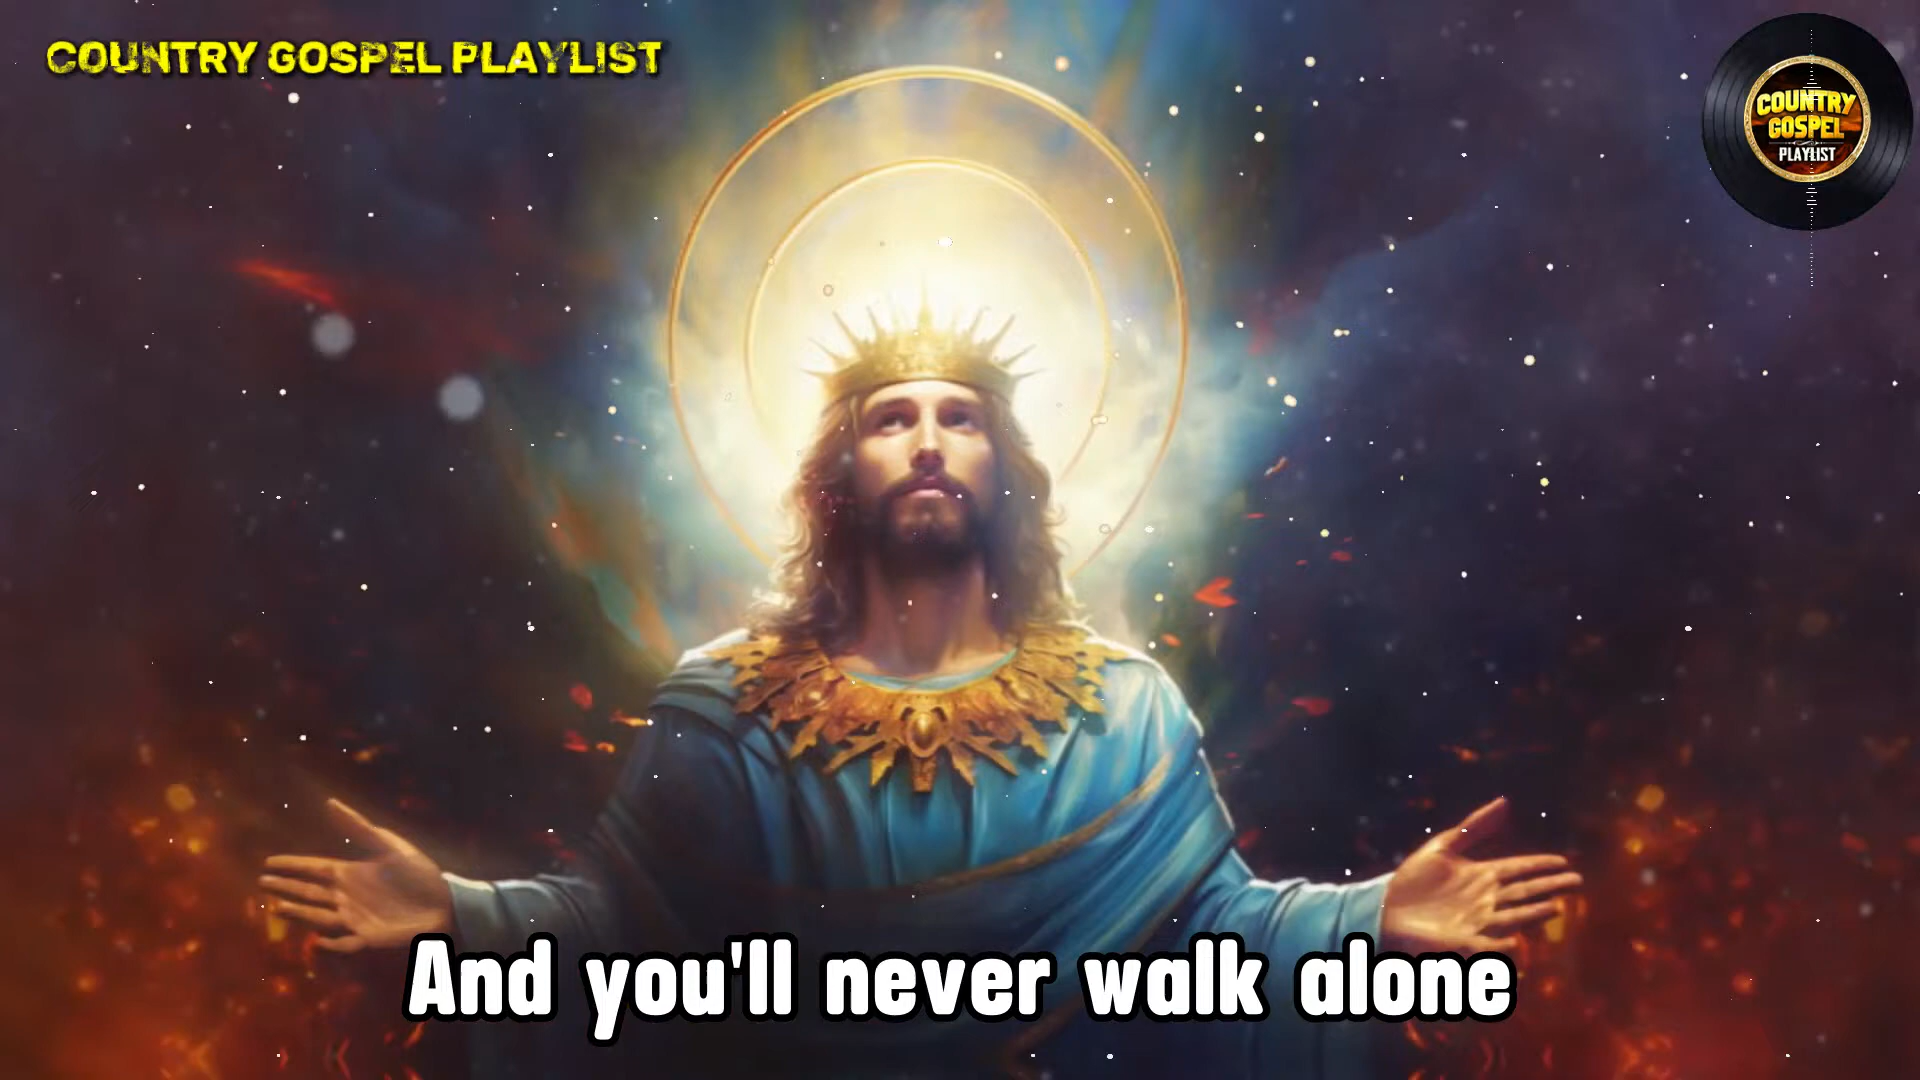 COUNTRY GOSPEL PLAYLIST
COUNTRY
GOSPEL
PLAYLIST
And you'll never walk alone